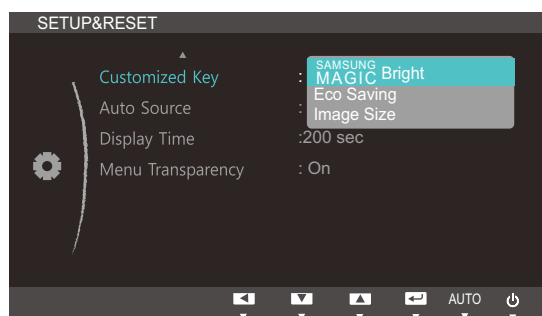 SETUP&RESET
Customized Key :
SAMSUNG
MAGIC Bright
Auto Source :
Eco Saving
Image Size
Display Time :200 sec
Menu Transparency : On
AUTO